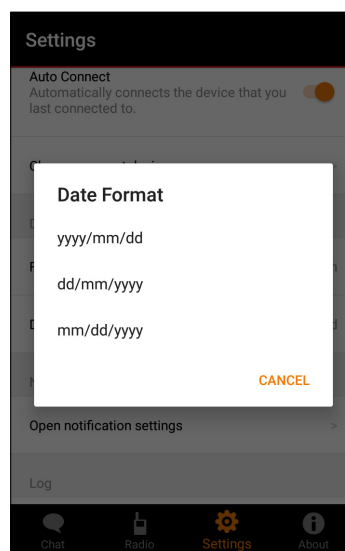 Settings
Auto Connect
Automatically connects the device that you
last connected to.
Date Format
yyyy/mm/dd
dd/mm/yyyy
mm/dd/yyyy
CANCEL
Open notification settings >
Log
Chat Radio Settings About